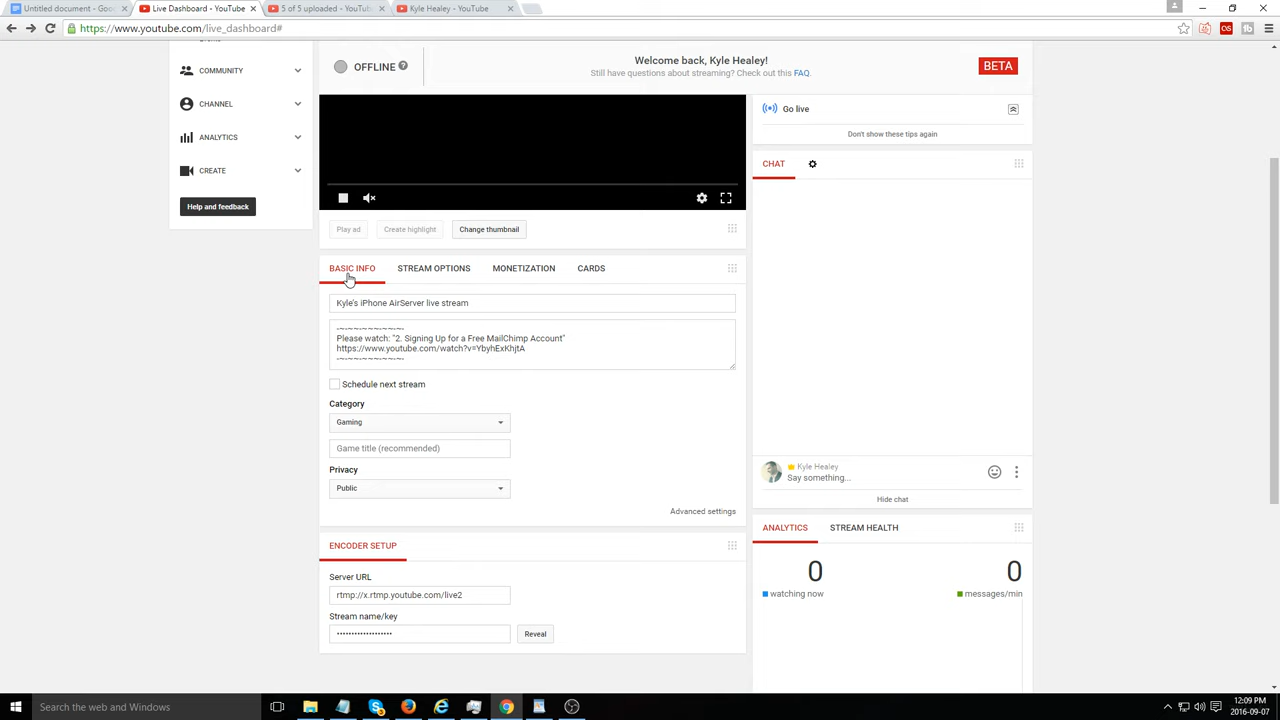 Untitled document - Goo
Live Dashboard - YouTube
5 of 5 uploaded - YouTub
Kyle Healey - YouTube
https://www.youtube.com/live_dashboard#
COMMUNITY
CHANNEL
ANALYTICS
CREATE
Help and feedback
OFFLINE ?
Welcome back, Kyle Healey!
Still have questions about streaming? Check out this FAQ.
BETA
Play ad
Create highlight
Change thumbnail
BASIC INFO
STREAM OPTIONS
MONETIZATION
CARDS
Kyle's iPhone AirServer live stream
-~-~~-~~~-~~-~-
Please watch: "2. Signing Up for a Free MailChimp Account"
https://www.youtube.com/watch?v=YbyhExKhjtA
-~-~~-~~~-~~-~-
Schedule next stream
Category
Gaming
Game title (recommended)
Privacy
Public
Advanced settings
ENCODER SETUP
Server URL
rtmp://x.rtmp.youtube.com/live2
Stream name/key
•••••••••••••••••••
Reveal
Go live
Don't show these tips again
CHAT
Kyle Healey
Say something...
Hide chat
ANALYTICS
STREAM HEALTH
0
watching now
0
messages/min
Search the web and Windows
12:09 PM
2016-09-07